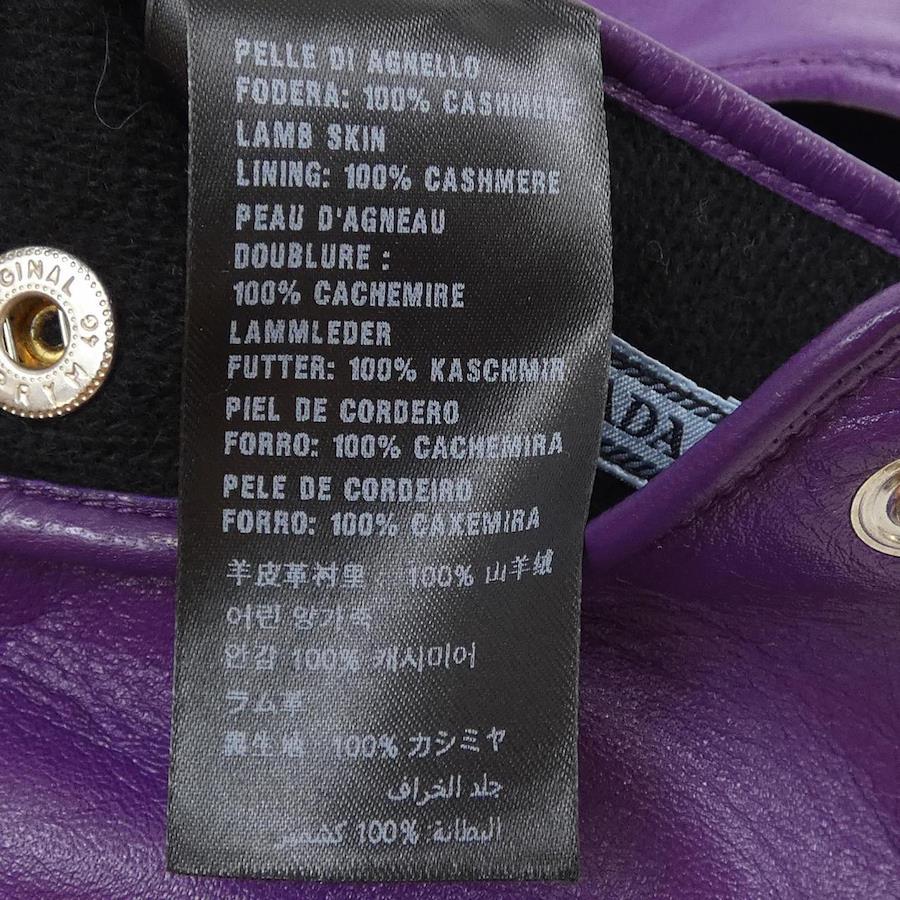 PELLE DI AGNELLO
FODERA: 100% CASHMERE
LAMB SKIN
LINING: 100% CASHMERE
PEAU D'AGNEAU
DOUBLURE :
100% CACHEMIRE
LAMMLEDER
FUTTER: 100% KASCHMIR
PIEL DE CORDERO
FORRO: 100% CACHEMIRA
PELE DE CORDEIRO
FORRO: 100% CAXEMIRA
羊皮革衬里: 100% 山羊绒
어린 양가죽
안감 100% 캐시미어
ラム革
裏生地 100% カシミヤ
جلد الخراف
البطانة: 100% كشمير
ADA